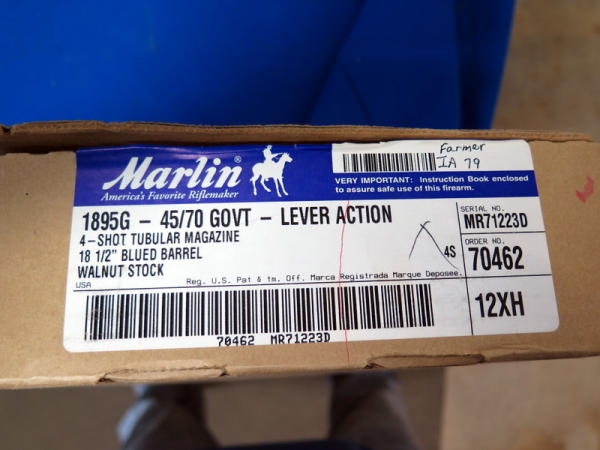 Marlin®
America's Favorite Riflemaker
Farmer
IA 79
VERY IMPORTANT: Instruction Book enclosed
to assure safe use of this firearm.
1895G - 45/70 GOVT - LEVER ACTION
4-SHOT TUBULAR MAGAZINE
18 1/2" BLUED BARREL
WALNUT STOCK
4S
USA
Reg. U.S. Pat & tm. Off. Marca Registrada Marque Deposee.
SERIAL NO.
MR71223D
ORDER NO.
70462
12XH
70462 MR71223D